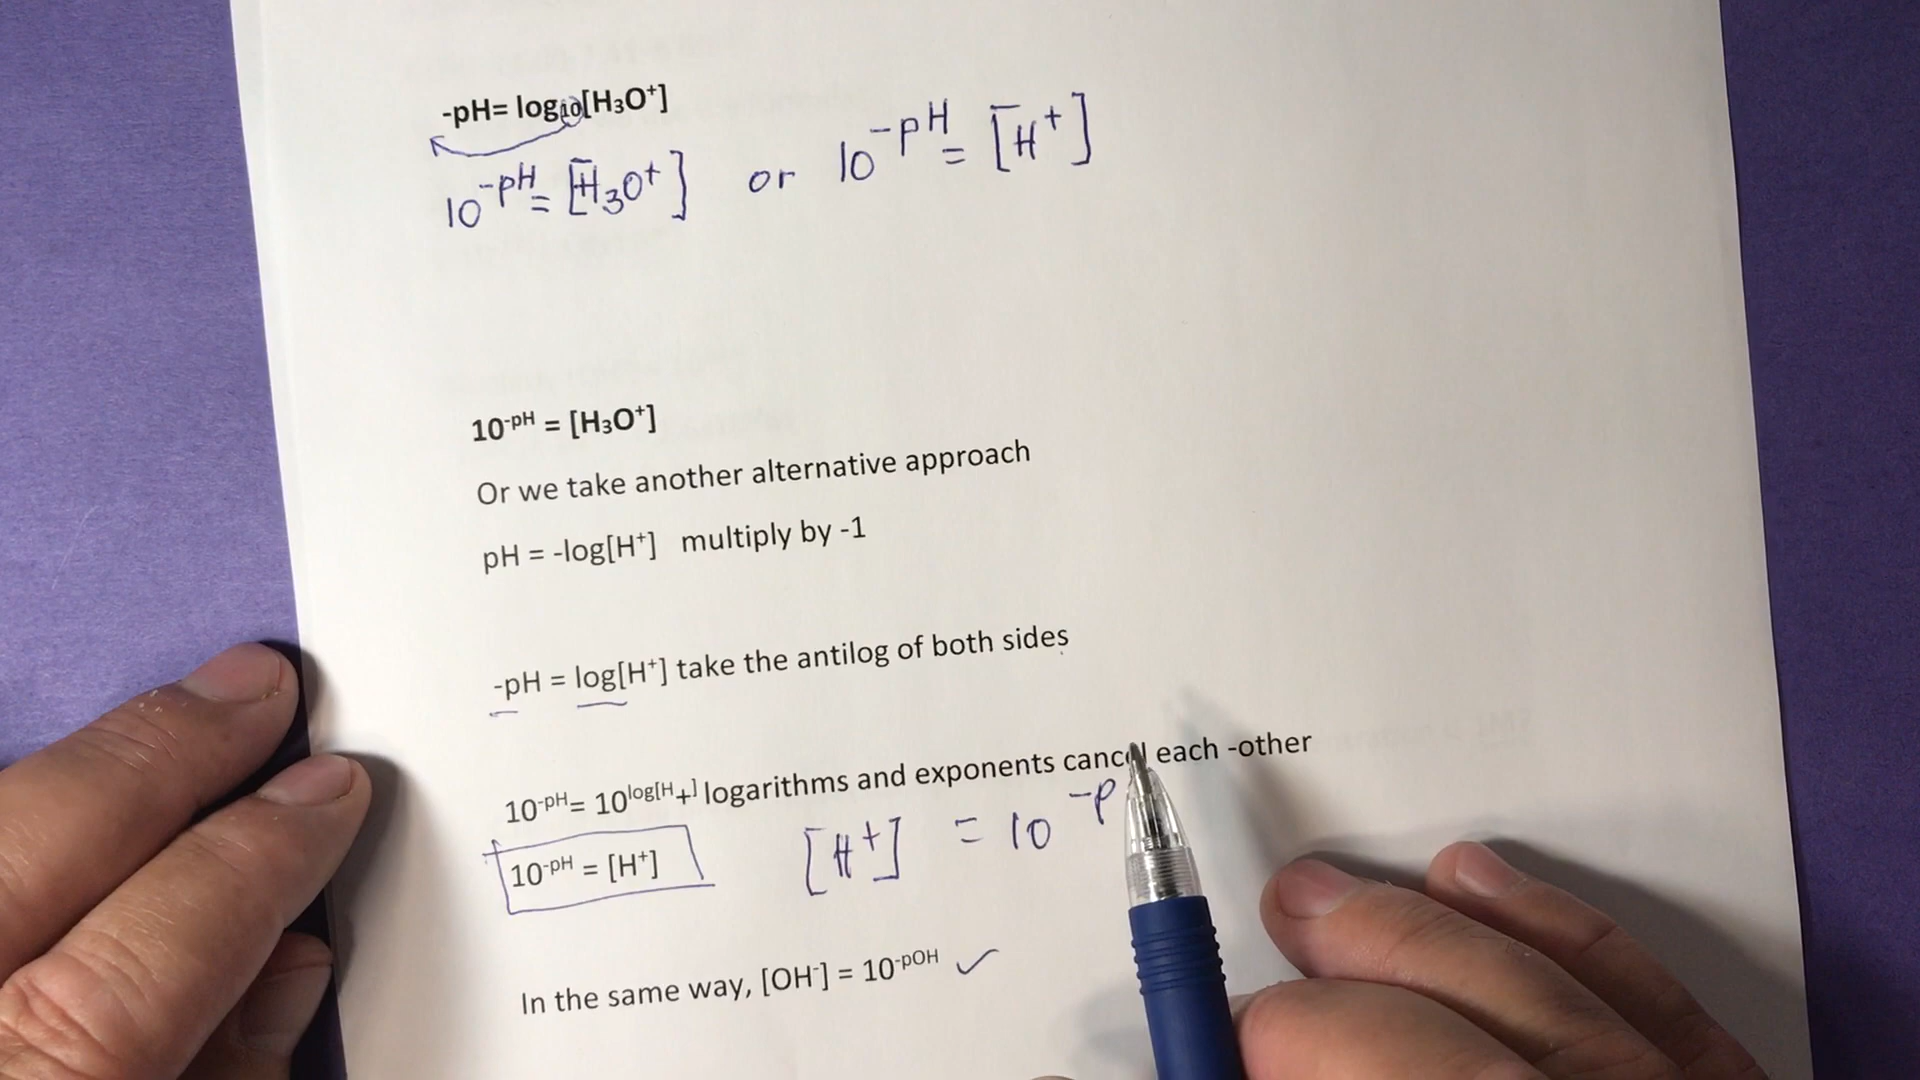 -pH= log₁₀[H₃O⁺]
10⁻ᵖᴴ = [H₃O⁺] or 10⁻ᵖᴴ = [H⁺]
10⁻ᵖᴴ = [H₃O⁺]
Or we take another alternative approach
pH = -log[H⁺] multiply by -1
-pH = log[H⁺] take the antilog of both sides
10⁻ᵖᴴ= 10^log[H+] logarithms and exponents cancel each -other
10⁻ᵖᴴ = [H⁺] [H⁺] = 10⁻ᵖ
In the same way, [OH⁻] = 10⁻ᵖᴼᴴ ✓